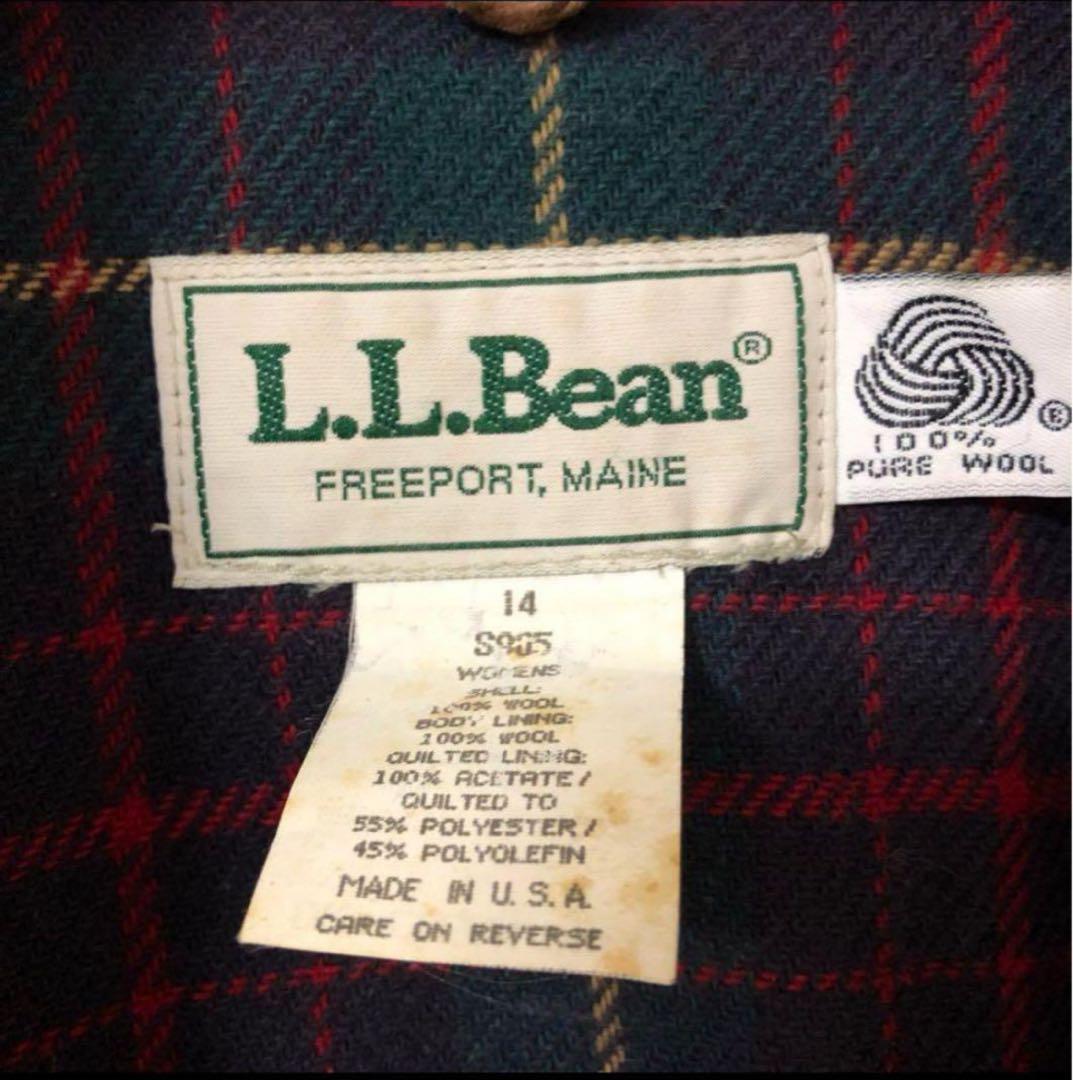 L.L.Bean®
FREEPORT, MAINE
100%
PURE WOOL
14
S965
WOMENS
SHELL:
100% WOOL
BODY LINING:
100% WOOL
QUILTED LINING:
100% ACETATE/
QUILTED TO
55% POLYESTER/
45% POLYOLEFIN
MADE IN U.S.A.
CARE ON REVERSE